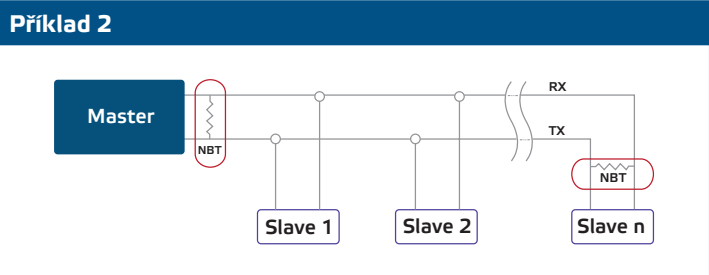 Příklad 2
RX
Master
TX
NBT
NBT
Slave 1
Slave 2
Slave n